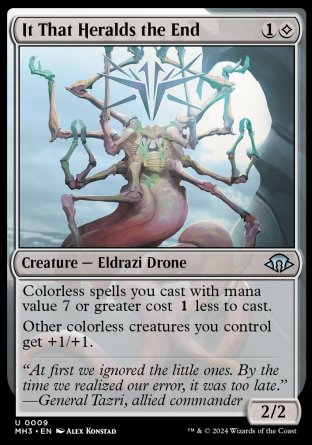 It That Heralds the End 1◇
Creature — Eldrazi Drone
Colorless spells you cast with mana
value 7 or greater cost 1 less to cast.
Other colorless creatures you control
get +1/+1.
“At first we ignored the little ones. By the
time we realized our error, it was too late.”
—General Tazri, allied commander
2/2
U 0009
MH3 • EN Alex Konstad ™ & © 2024 Wizards of the Coast